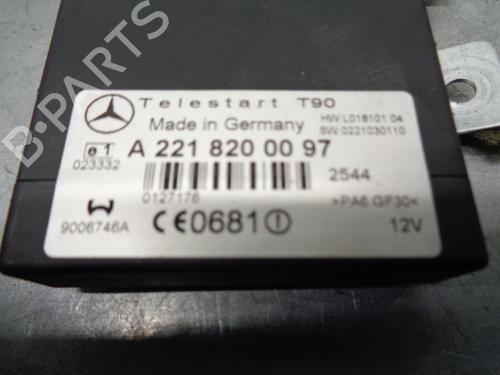 Telestart T90
Made in Germany
HW:L018101 04
SW:0221030110
e1
023332
A 221 820 00 97
0127176
2544
9006746A
CE0681
>PA6 GF30<
12V
B-PARTS